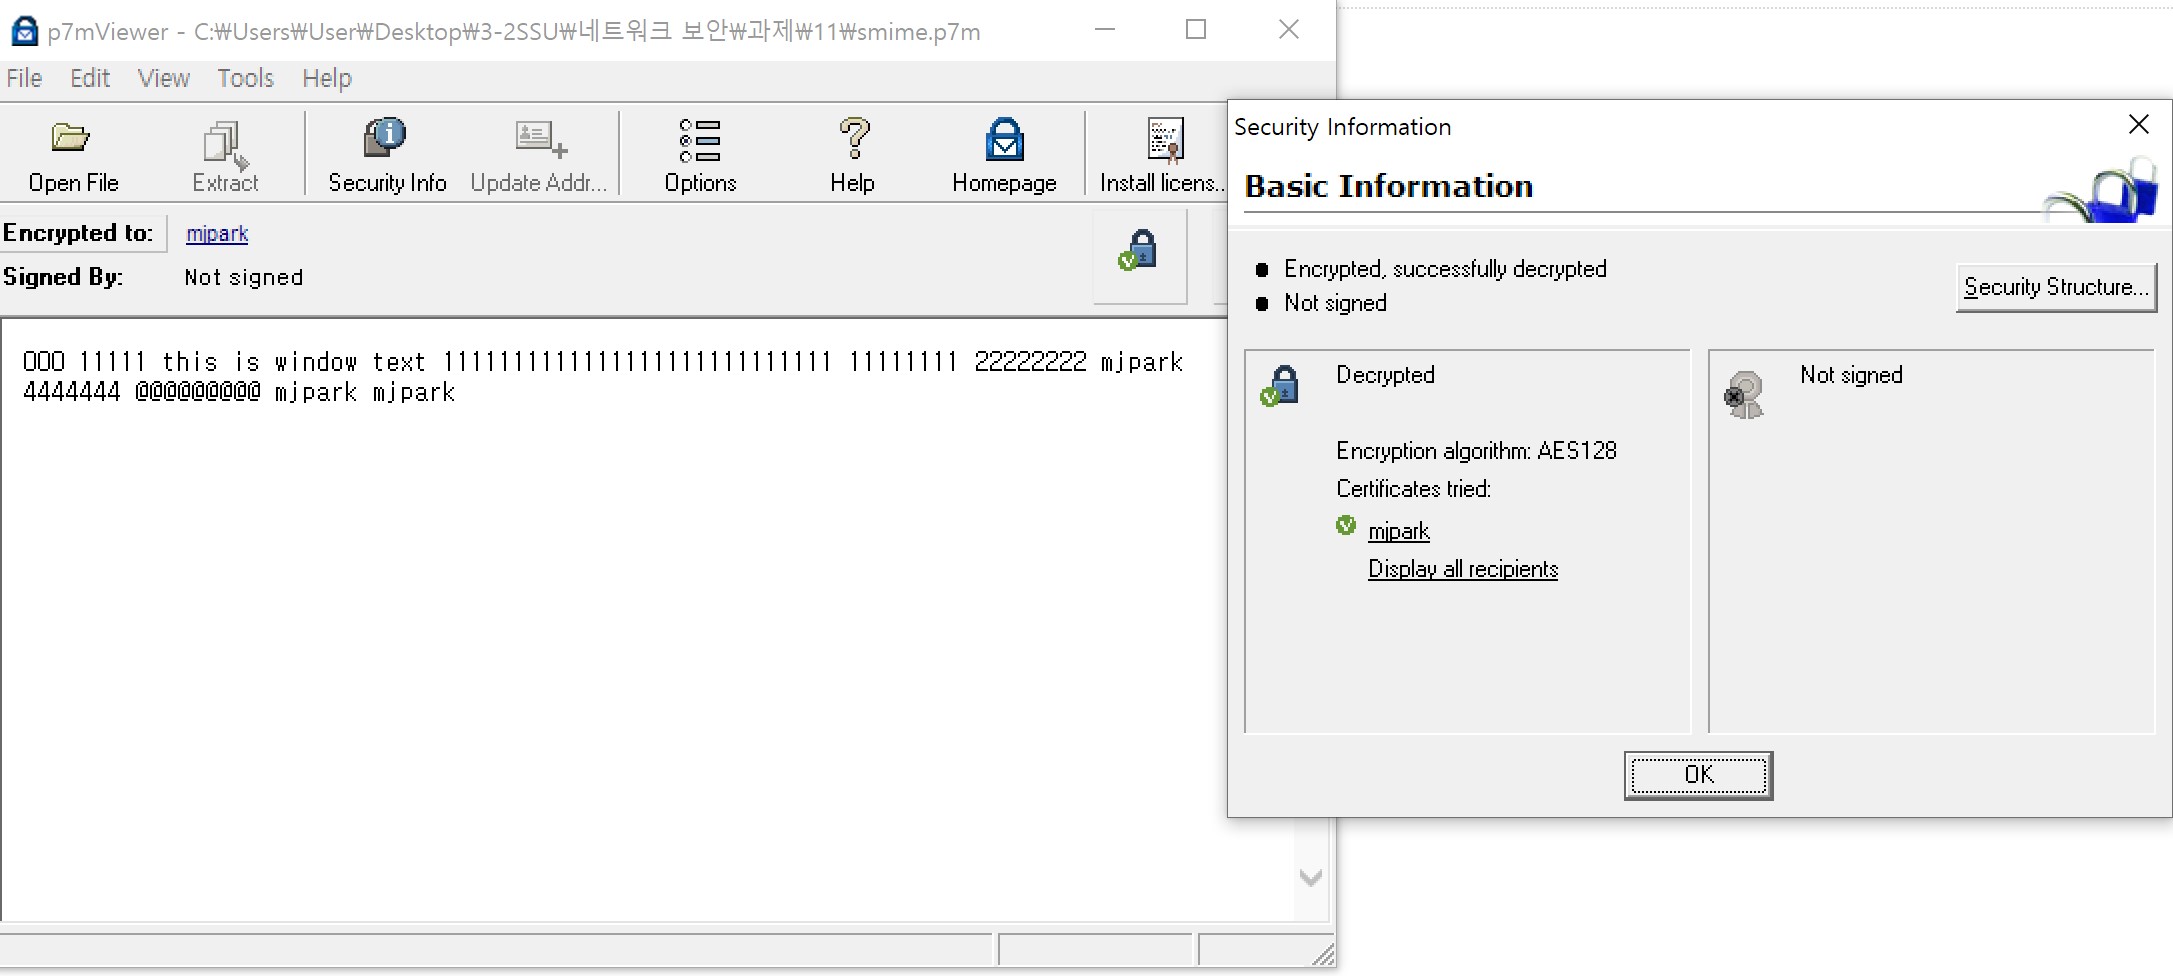 p7mViewer - C:₩Users₩User₩Desktop₩3-2SSU₩네트워크 보안₩과제₩11₩smime.p7m
File Edit View Tools Help
Open File Extract Security Info Update Addr... Options Help Homepage Install licens...
Encrypted to: mjpark
Signed By: Not signed
000 11111 this is window text 1111111111111111111111111111 11111111 22222222 mjpark
4444444 @@@@@@@@@ mjpark mjpark
Security Information
Basic Information
Encrypted, successfully decrypted
Not signed
Security Structure...
Decrypted
Encryption algorithm: AES128
Certificates tried:
mjpark
Display all recipients
Not signed
OK